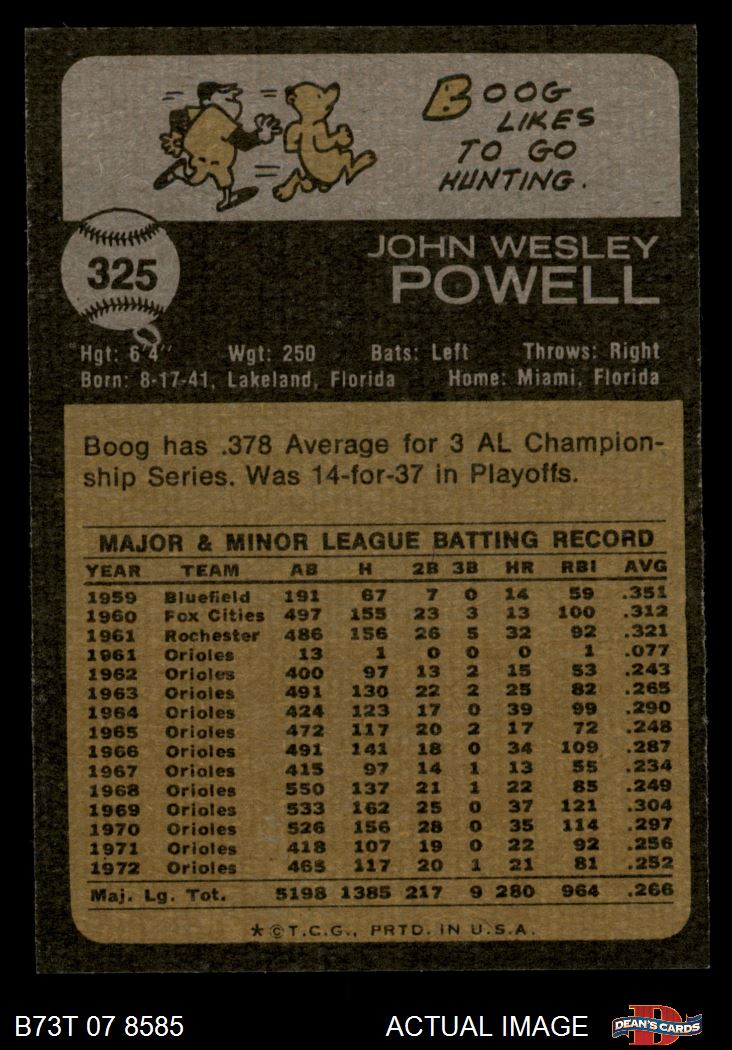 BOOG
LIKES
TO GO
HUNTING.
325
JOHN WESLEY
POWELL
Hgt: 6'4" Wgt: 250 Bats: Left Throws: Right
Born: 8-17-41, Lakeland, Florida Home: Miami, Florida
Boog has .378 Average for 3 AL Champion-
ship Series. Was 14-for-37 in Playoffs.
MAJOR & MINOR LEAGUE BATTING RECORD
YEAR TEAM AB H 2B 3B HR RBI AVG
1959 Bluefield 191 67 7 0 14 59 .351
1960 Fox Cities 497 155 23 3 13 100 .312
1961 Rochester 486 156 26 5 32 92 .321
1961 Orioles 13 1 0 0 0 1 .077
1962 Orioles 400 97 13 2 15 53 .243
1963 Orioles 491 130 22 2 25 82 .265
1964 Orioles 424 123 17 0 39 99 .290
1965 Orioles 472 117 20 2 17 72 .248
1966 Orioles 491 141 18 0 34 109 .287
1967 Orioles 415 97 14 1 13 55 .234
1968 Orioles 550 137 21 1 22 85 .249
1969 Orioles 533 162 25 0 37 121 .304
1970 Orioles 526 156 28 0 35 114 .297
1971 Orioles 418 107 19 0 22 92 .256
1972 Orioles 465 117 20 1 21 81 .252
Maj. Lg. Tot. 5198 1385 217 9 280 964 .266
*©T.C.G., PRTD. IN U.S.A.
B73T 07 8585 ACTUAL IMAGE DEAN'S CARDS